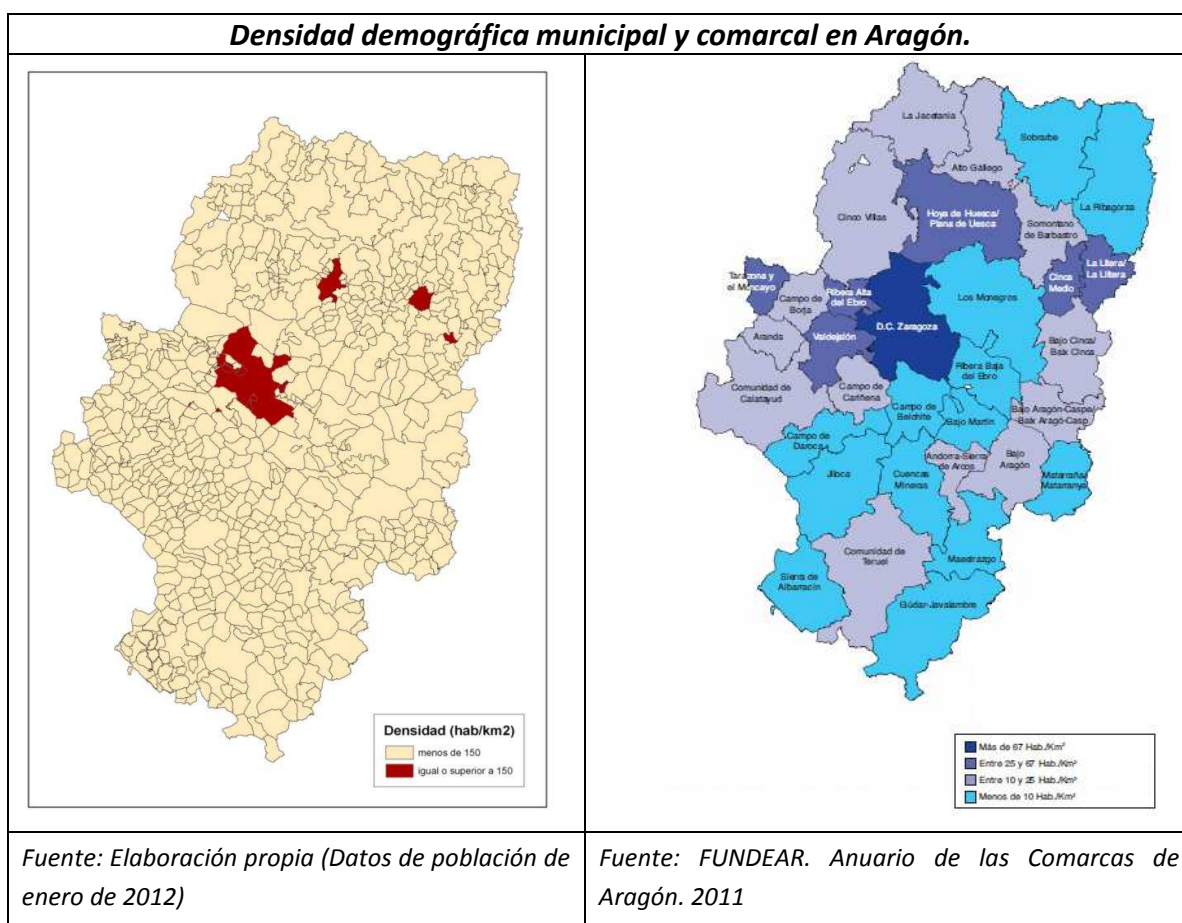 Densidad demográfica municipal y comarcal en Aragón.
Densidad (hab/km2)
menos de 150
igual o superior a 150
La Jacetania
Sobrarbe
Alto Gállego
La Ribagorza
Cinco Villas
Hoya de Huesca/
Plana de Uesca
Somontano
de Barbastro
La Litera/
La Llitera
Cinca
Medio
Tarazona y
el Moncayo
Ribera Alta
del Ebro
Campo de
Borja
Los Monegros
D.C. Zaragoza
Valdejalón
Aranda
Bajo Cinca/
Baix Cinca
Ribera Baja
del Ebro
Comunidad de
Calatayud
Campo de
Cariñena
Campo de
Belchite
Bajo Aragón-Caspe/
Baix Aragó-Casp
Bajo Martín
Campo de
Daroca
Andorra-Sierra
de Arcos
Bajo
Aragón
Jiloca
Cuencas
Mineras
Matarraña/
Matarranya
Comunidad de
Teruel
Maestrazgo
Sierra de
Albarracín
Gúdar-Javalambre
Más de 67 Hab./Km²
Entre 25 y 67 Hab./Km²
Entre 10 y 25 Hab./Km²
Menos de 10 Hab./Km²
Fuente: Elaboración propia (Datos de población de
enero de 2012)
Fuente: FUNDEAR. Anuario de las Comarcas de
Aragón. 2011